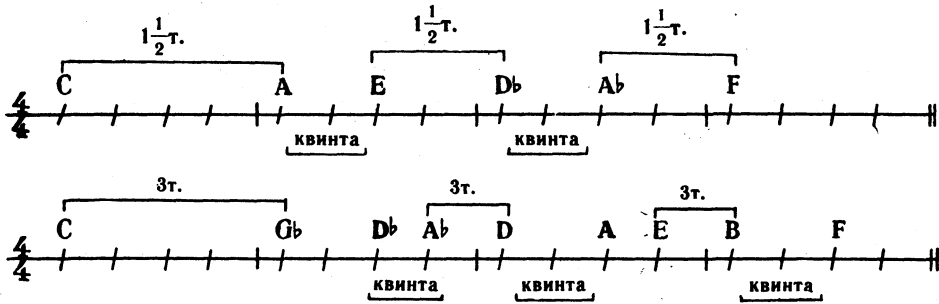 1 1/2 т. 1 1/2 т. 1 1/2 т.
C A E D♭ A♭ F
4/4
квинта квинта
3т. 3т. 3т.
C G♭ D♭ A♭ D A E B F
4/4
квинта квинта квинта